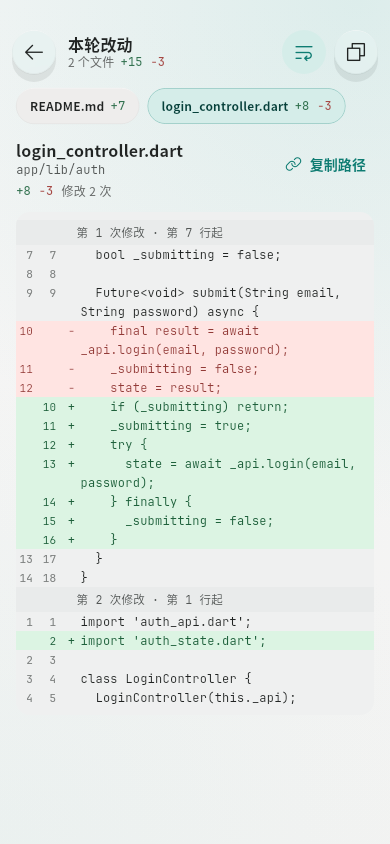 本轮改动
2 个文件 +15 -3
README.md +7
login_controller.dart +8 -3
login_controller.dart
app/lib/auth
复制路径
+8 -3 修改 2 次
第 1 次修改 · 第 7 行起
7 7 bool _submitting = false;
8 8
9 9 Future<void> submit(String email,
String password) async {
10 - final result = await
_api.login(email, password);
11 - _submitting = false;
12 - state = result;
10 + if (_submitting) return;
11 + _submitting = true;
12 + try {
13 + state = await _api.login(email,
password);
14 + } finally {
15 + _submitting = false;
16 + }
13 17 }
14 18 }
第 2 次修改 · 第 1 行起
1 1 import 'auth_api.dart';
2 + import 'auth_state.dart';
2 3
3 4 class LoginController {
4 5 LoginController(this._api);